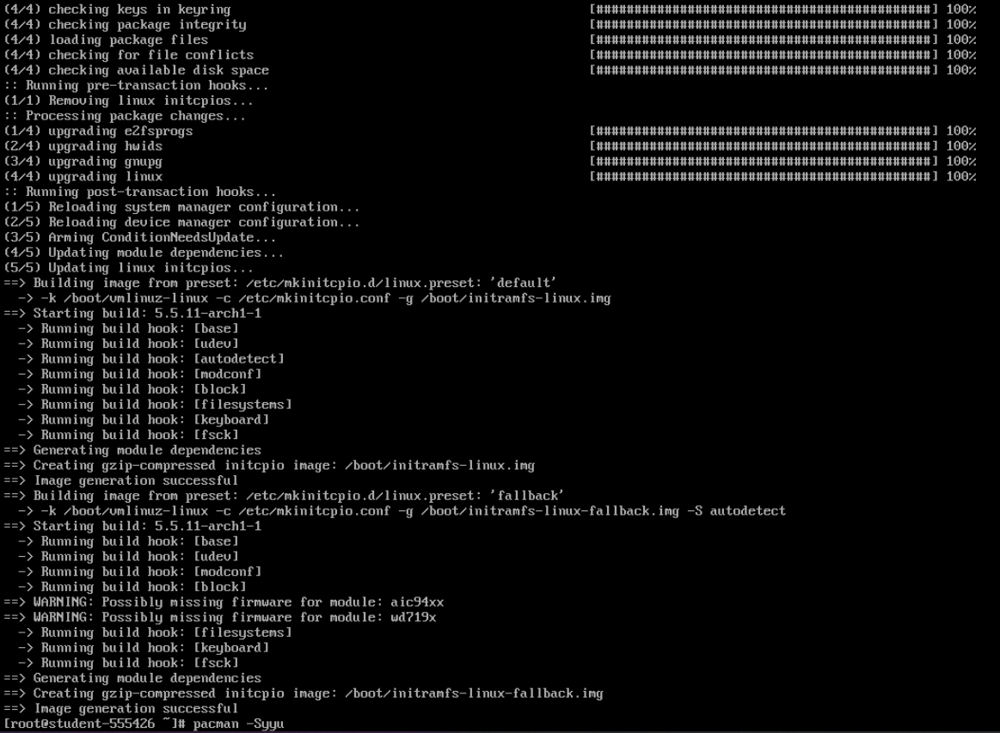 (4/4) checking keys in keyring [############################################] 100%
(4/4) checking package integrity [############################################] 100%
(4/4) loading package files [############################################] 100%
(4/4) checking for file conflicts [############################################] 100%
(4/4) checking available disk space [############################################] 100%
:: Running pre-transaction hooks...
(1/1) Removing linux initcpios...
:: Processing package changes...
(1/4) upgrading e2fsprogs [############################################] 100%
(2/4) upgrading hwids [############################################] 100%
(3/4) upgrading gnupg [############################################] 100%
(4/4) upgrading linux [############################################] 100%
:: Running post-transaction hooks...
(1/5) Reloading system manager configuration...
(2/5) Reloading device manager configuration...
(3/5) Arming ConditionNeedsUpdate...
(4/5) Updating module dependencies...
(5/5) Updating linux initcpios...
==> Building image from preset: /etc/mkinitcpio.d/linux.preset: 'default'
  -> -k /boot/vmlinuz-linux -c /etc/mkinitcpio.conf -g /boot/initramfs-linux.img
==> Starting build: 5.5.11-arch1-1
  -> Running build hook: [base]
  -> Running build hook: [udev]
  -> Running build hook: [autodetect]
  -> Running build hook: [modconf]
  -> Running build hook: [block]
  -> Running build hook: [filesystems]
  -> Running build hook: [keyboard]
  -> Running build hook: [fsck]
==> Generating module dependencies
==> Creating gzip-compressed initcpio image: /boot/initramfs-linux.img
==> Image generation successful
==> Building image from preset: /etc/mkinitcpio.d/linux.preset: 'fallback'
  -> -k /boot/vmlinuz-linux -c /etc/mkinitcpio.conf -g /boot/initramfs-linux-fallback.img -S autodetect
==> Starting build: 5.5.11-arch1-1
  -> Running build hook: [base]
  -> Running build hook: [udev]
  -> Running build hook: [modconf]
  -> Running build hook: [block]
==> WARNING: Possibly missing firmware for module: aic94xx
==> WARNING: Possibly missing firmware for module: wd719x
  -> Running build hook: [filesystems]
  -> Running build hook: [keyboard]
  -> Running build hook: [fsck]
==> Generating module dependencies
==> Creating gzip-compressed initcpio image: /boot/initramfs-linux-fallback.img
==> Image generation successful
[root@student-555426 ~]# pacman -Syyu